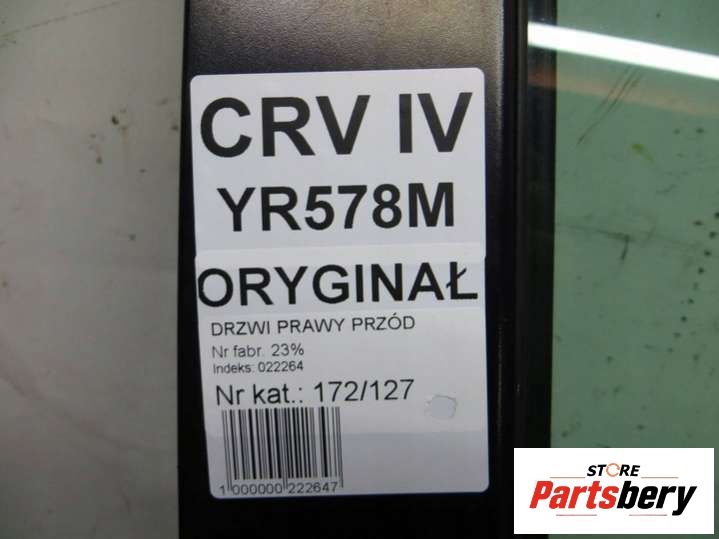 CRV IV
YR578M
ORYGINAŁ
DRZWI PRAWY PRZÓD
Nr fabr. 23%
Indeks: 022264
Nr kat.: 172/127
1 000000 222647
STORE
Partsbery